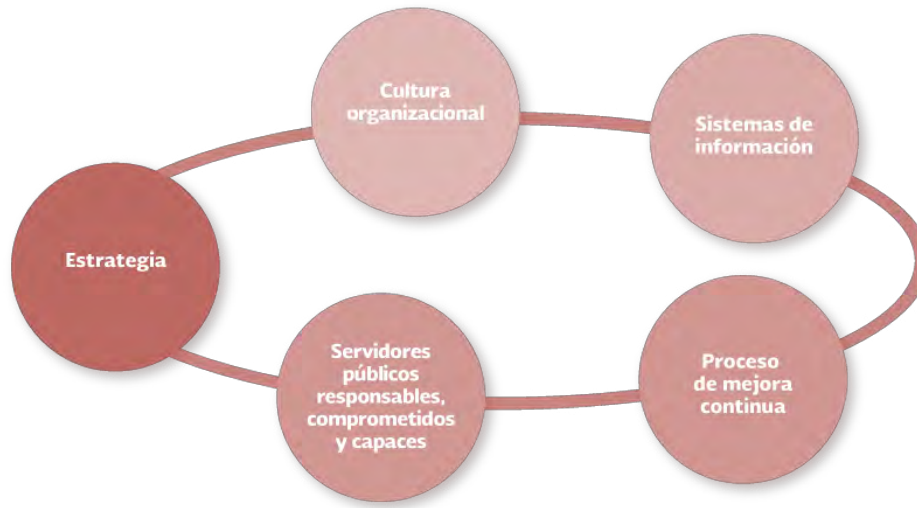 Cultura
organizacional
Sistemas de
información
Estrategia
Servidores
públicos
responsables,
comprometidos
y capaces
Proceso
de mejora
continua